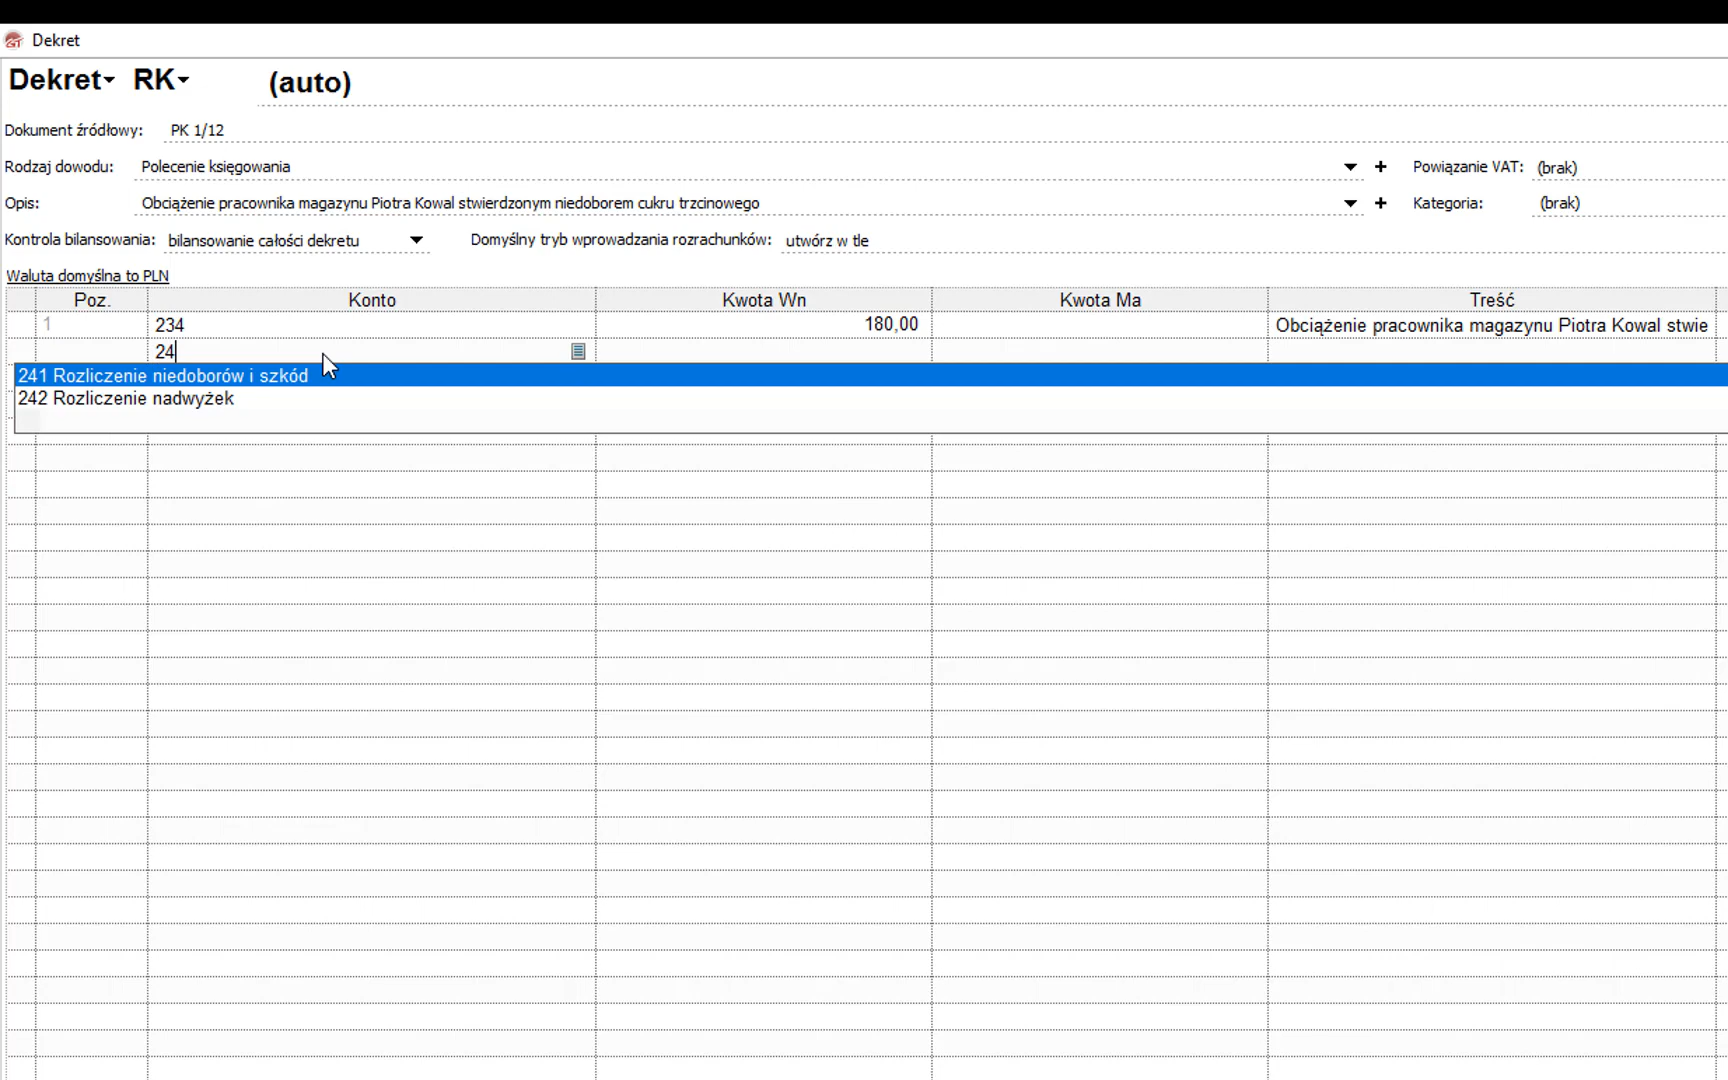 Dekret
Dekret RK (auto)
Dokument źródłowy: PK 1/12
Rodzaj dowodu: Polecenie księgowania + Powiązanie VAT: (brak)
Opis: Obciążenie pracownika magazynu Piotra Kowal stwierdzonym niedoborem cukru trzcinowego + Kategoria: (brak)
Kontrola bilansowania: bilansowanie całości dekretu Domyślny tryb wprowadzania rozrachunków: utwórz w tle
Waluta domyślna to PLN
Poz. Konto Kwota Wn Kwota Ma Treść
1 234 180,00 Obciążenie pracownika magazynu Piotra Kowal stwie
24
241 Rozliczenie niedoborów i szkód
242 Rozliczenie nadwyżek